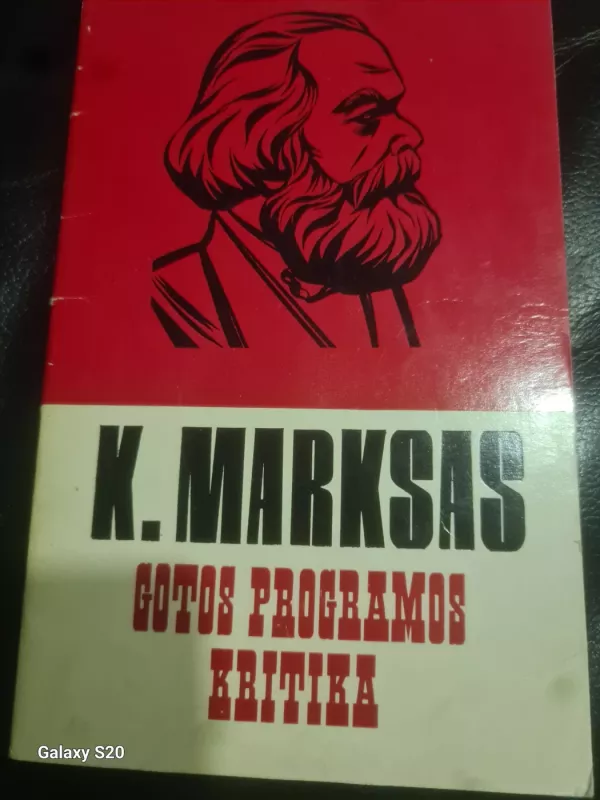 K. MARKSAS
GOTOS PROGRAMOS
KRITIKA
Galaxy S20